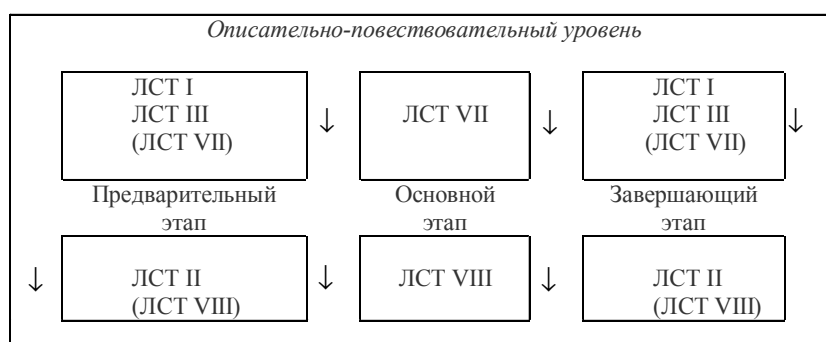 Описательно-повествовательный уровень
ЛСТ I
ЛСТ III
(ЛСТ VII)
↓
ЛСТ VII
↓
ЛСТ I
ЛСТ III
(ЛСТ VII)
↓
Предварительный
этап
Основной
этап
Завершающий
этап
↓
ЛСТ II
(ЛСТ VIII)
↓
ЛСТ VIII
↓
ЛСТ II
(ЛСТ VIII)